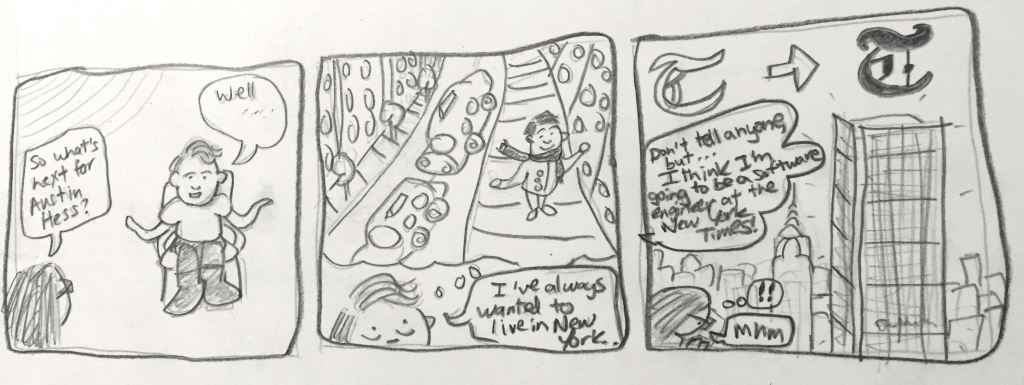 So what's
next for
Austin
Hess?
Well
....
I've always
wanted to
live in New
York.
T
T
Don't tell anyone,
but...
I think I'm
going to be a software
engineer at
the
New York
Times!
!!
mhm